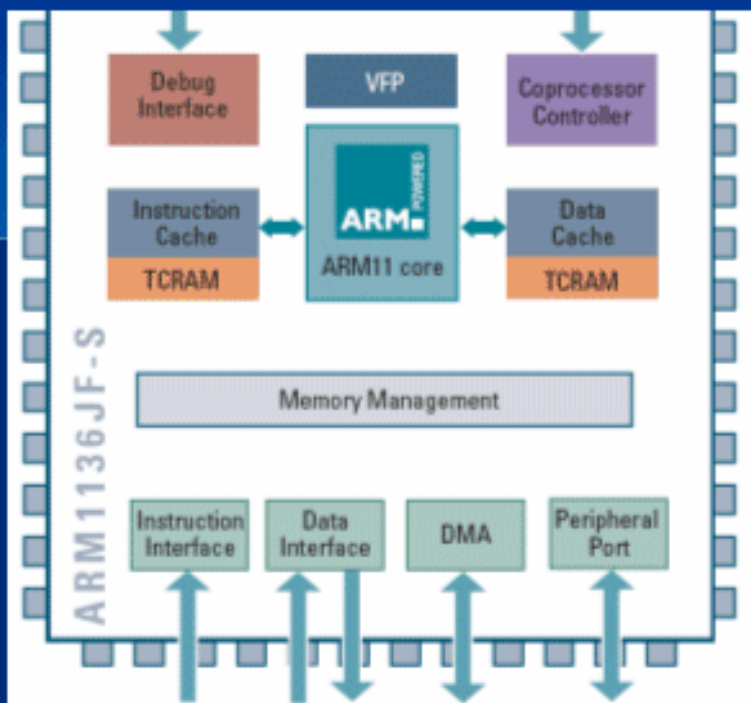 Debug
Interface
VFP
Coprocessor
Controller
Instruction
Cache
TCRAM
ARM
POWERED
ARM11 core
Data
Cache
TCRAM
ARM1136JF-S
Memory Management
Instruction
Interface
Data
Interface
DMA
Peripheral
Port